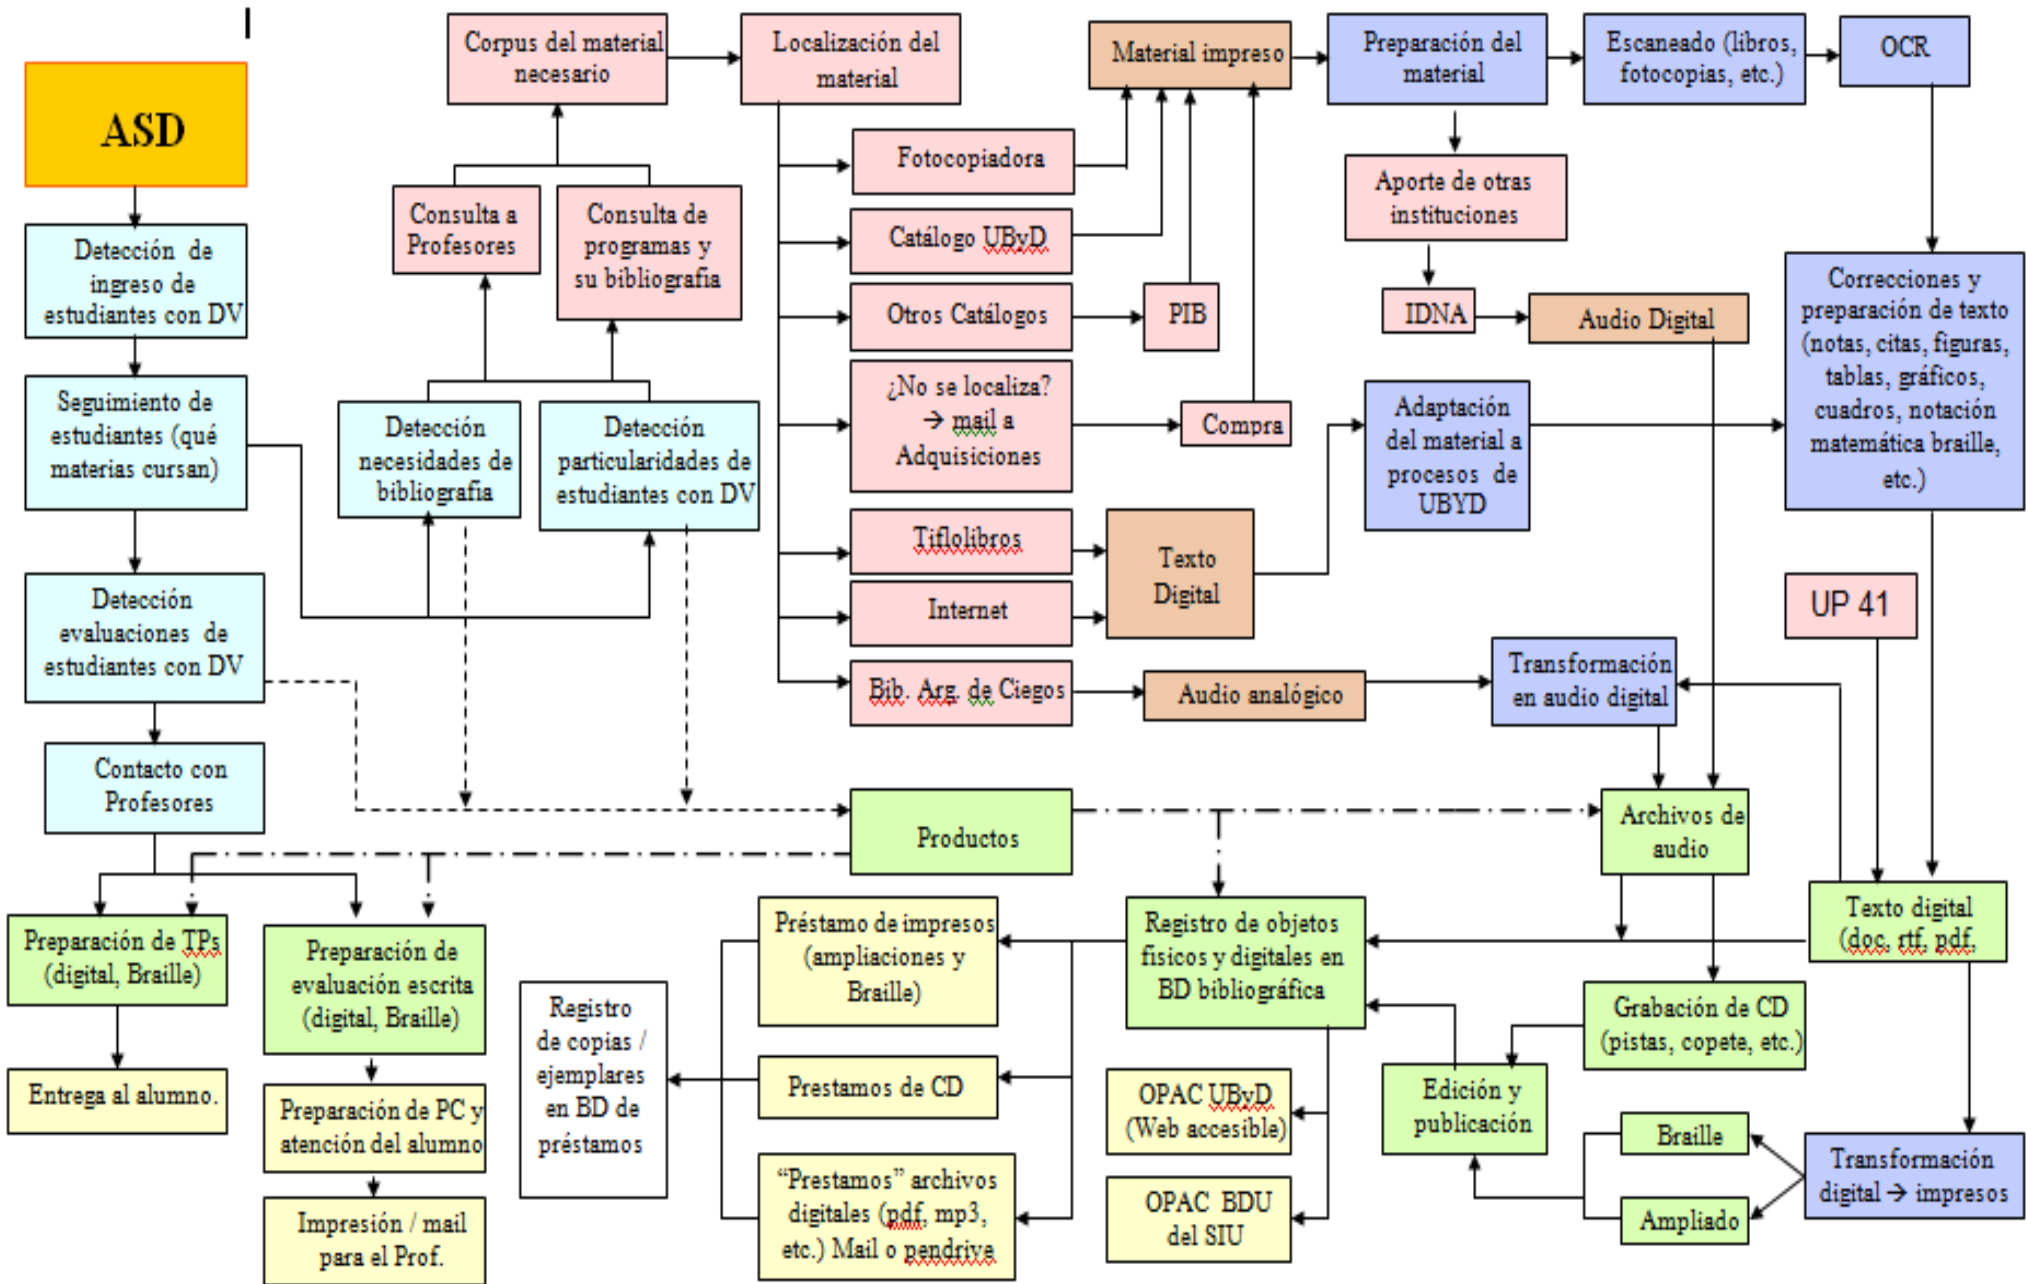 ASD
Detección de
ingreso de
estudiantes con DV
Seguimiento de
estudiantes (qué
materias cursan)
Detección
evaluaciones de
estudiantes con DV
Contacto con
Profesores
Preparación de TPs
(digital, Braille)
Entrega al alumno.
Preparación de
evaluación escrita
(digital, Braille)
Preparación de PC y
atención del alumno
Impresión / mail
para el Prof.
Corpus del material
necesario
Consulta a
Profesores
Consulta de
programas y
su bibliografía
Detección
necesidades de
bibliografía
Detección
particularidades de
estudiantes con DV
Localización del
material
Fotocopiadora
Catálogo UByD
Otros Catálogos
PIB
¿No se localiza?
→ mail a
Adquisiciones
Compra
Tiflolibros
Internet
Texto
Digital
Bib. Arg. de Ciegos
Audio analógico
Material impreso
Preparación del
material
Escaneado (libros,
fotocopias, etc.)
OCR
Aporte de otras
instituciones
IDNA
Audio Digital
Adaptación
del material a
procesos de
UBYD
Correcciones y
preparación de texto
(notas, citas, figuras,
tablas, gráficos,
cuadros, notación
matemática braille,
etc.)
UP 41
Transformación
en audio digital
Productos
Archivos de
audio
Texto digital
(doc, rtf, pdf,
Registro de objetos
físicos y digitales en
BD bibliográfica
Grabación de CD
(pistas, copete, etc.)
Edición y
publicación
Braille
Ampliado
Transformación
digital → impresos
Préstamo de impresos
(ampliaciones y
Braille)
Prestamos de CD
“Prestamos” archivos
digitales (pdf, mp3,
etc.) Mail o pendrive
Registro
de copias /
ejemplares
en BD de
préstamos
OPAC UByD
(Web accesible)
OPAC BDU
del SIU